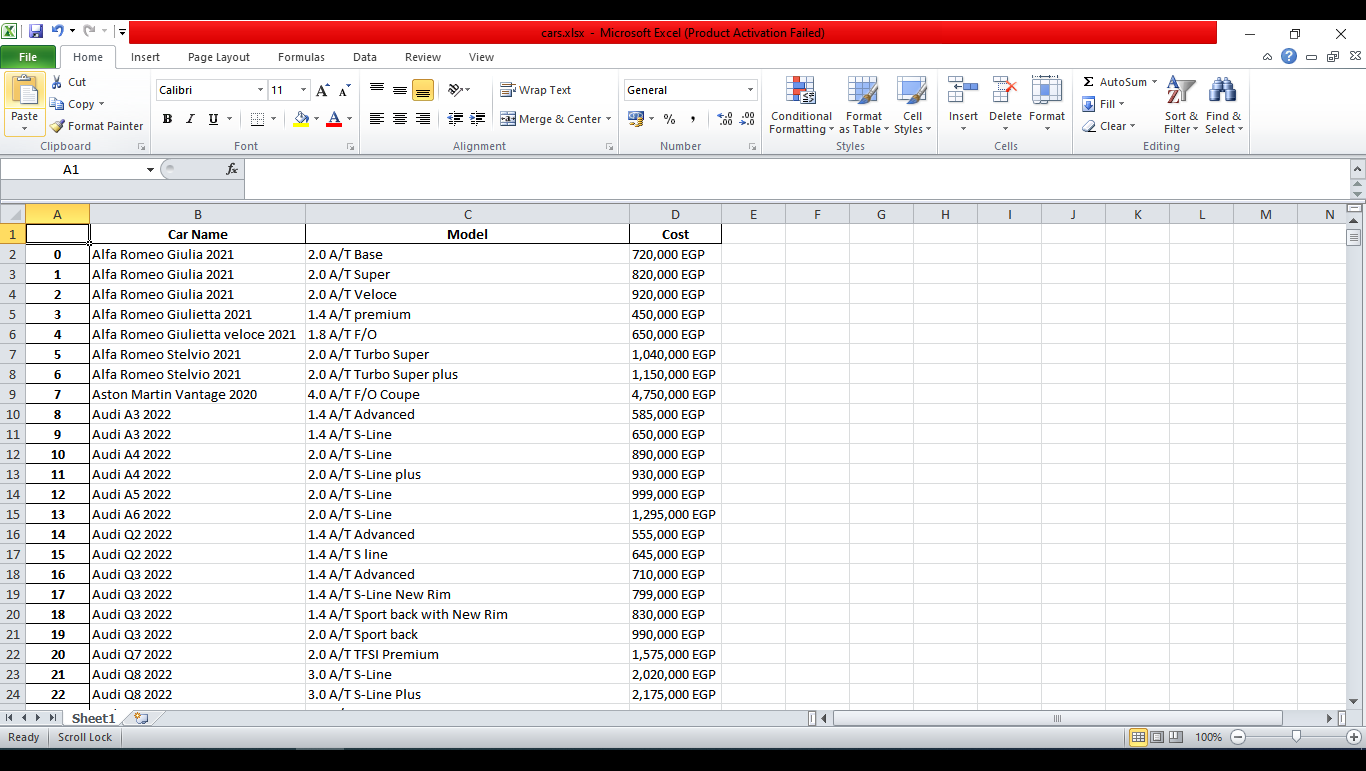 cars.xlsx - Microsoft Excel (Product Activation Failed)
File Home Insert Page Layout Formulas Data Review View
Paste
Cut
Copy
Format Painter
Clipboard
Calibri 11
B I U
Font
Wrap Text
Merge & Center
Alignment
General
% ,
Number
Conditional Formatting
Format as Table
Cell Styles
Styles
Insert Delete Format
Cells
AutoSum
Fill
Clear
Sort & Filter
Find & Select
Editing
A1 fx
A B C D E F G H I J K L M N
1 Car Name Model Cost
2 0 Alfa Romeo Giulia 2021 2.0 A/T Base 720,000 EGP
3 1 Alfa Romeo Giulia 2021 2.0 A/T Super 820,000 EGP
4 2 Alfa Romeo Giulia 2021 2.0 A/T Veloce 920,000 EGP
5 3 Alfa Romeo Giulietta 2021 1.4 A/T premium 450,000 EGP
6 4 Alfa Romeo Giulietta veloce 2021 1.8 A/T F/O 650,000 EGP
7 5 Alfa Romeo Stelvio 2021 2.0 A/T Turbo Super 1,040,000 EGP
8 6 Alfa Romeo Stelvio 2021 2.0 A/T Turbo Super plus 1,150,000 EGP
9 7 Aston Martin Vantage 2020 4.0 A/T F/O Coupe 4,750,000 EGP
10 8 Audi A3 2022 1.4 A/T Advanced 585,000 EGP
11 9 Audi A3 2022 1.4 A/T S-Line 650,000 EGP
12 10 Audi A4 2022 2.0 A/T S-Line 890,000 EGP
13 11 Audi A4 2022 2.0 A/T S-Line plus 930,000 EGP
14 12 Audi A5 2022 2.0 A/T S-Line 999,000 EGP
15 13 Audi A6 2022 2.0 A/T S-Line 1,295,000 EGP
16 14 Audi Q2 2022 1.4 A/T Advanced 555,000 EGP
17 15 Audi Q2 2022 1.4 A/T S line 645,000 EGP
18 16 Audi Q3 2022 1.4 A/T Advanced 710,000 EGP
19 17 Audi Q3 2022 1.4 A/T S-Line New Rim 799,000 EGP
20 18 Audi Q3 2022 1.4 A/T Sport back with New Rim 830,000 EGP
21 19 Audi Q3 2022 2.0 A/T Sport back 990,000 EGP
22 20 Audi Q7 2022 2.0 A/T TFSI Premium 1,575,000 EGP
23 21 Audi Q8 2022 3.0 A/T S-Line 2,020,000 EGP
24 22 Audi Q8 2022 3.0 A/T S-Line Plus 2,175,000 EGP
Sheet1
Ready Scroll Lock 100%